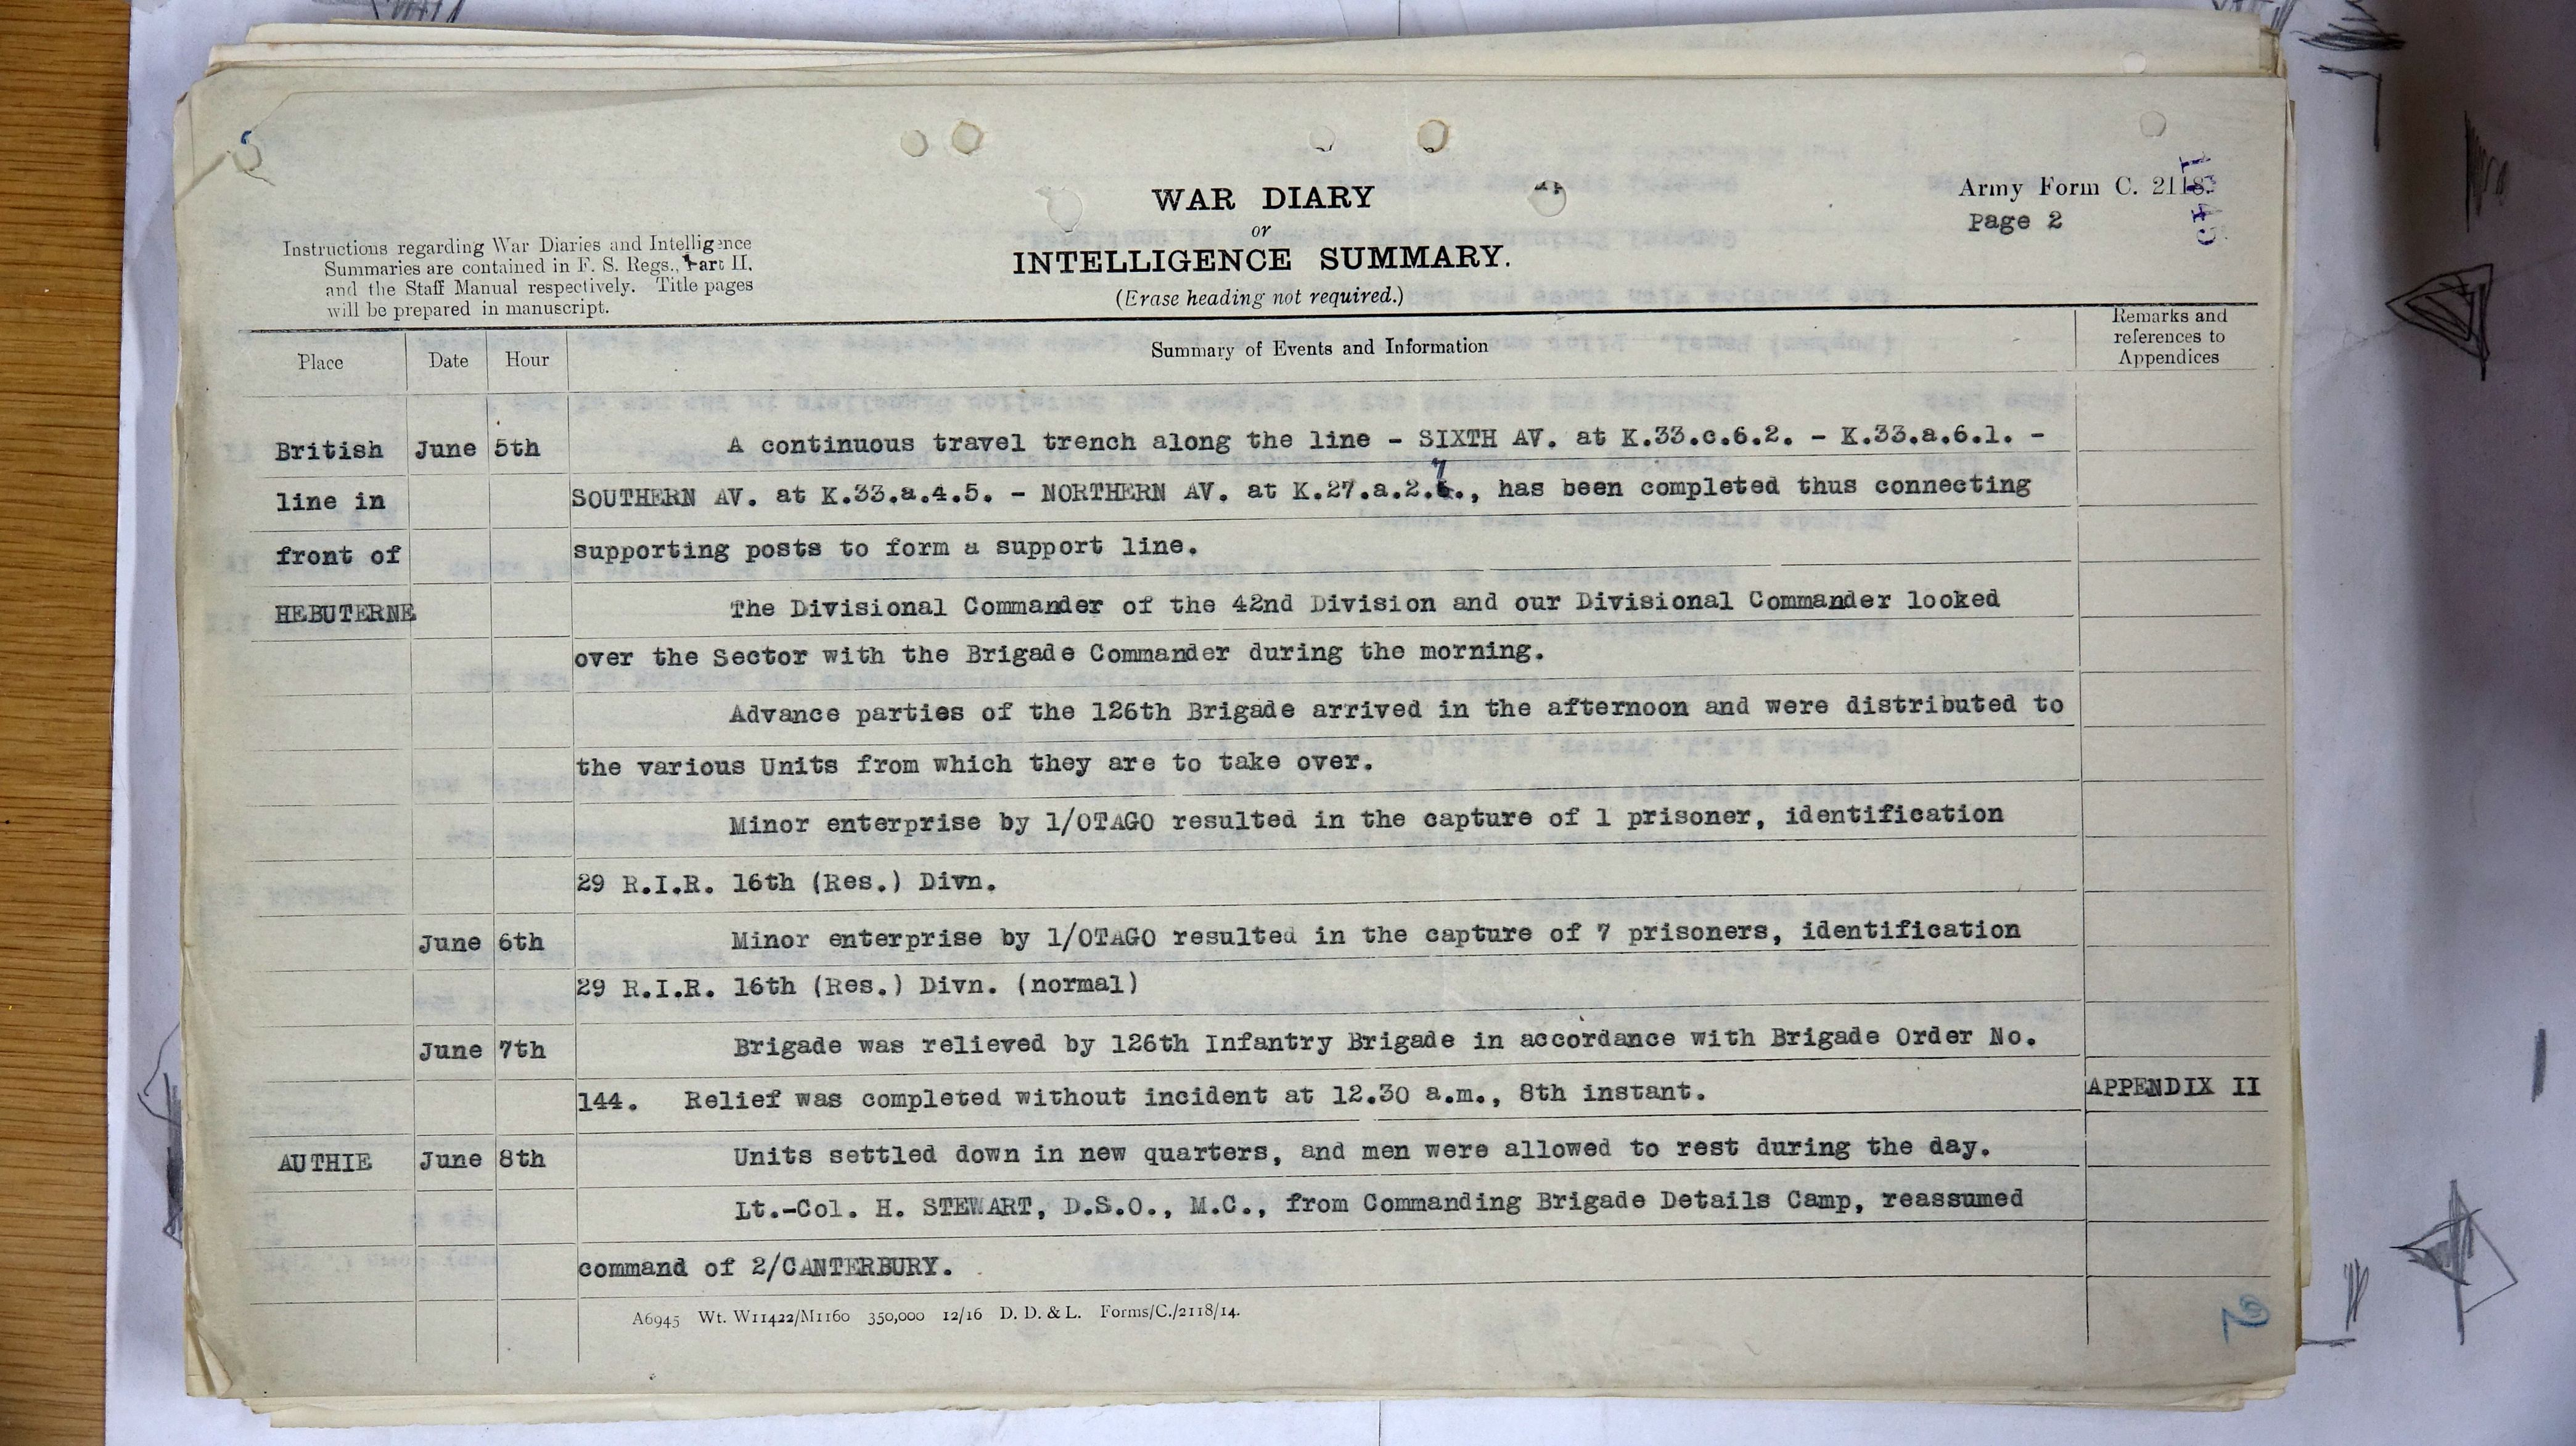 WAR DIARY
or
INTELLIGENCE SUMMARY.
(Erase heading not required.)
Army Form C. 2118.
Page 2
Instructions regarding War Diaries and Intelligence
Summaries are contained in F. S. Regs., Part II.
and the Staff Manual respectively. Title pages
will be prepared in manuscript.
Place Date Hour Summary of Events and Information Remarks and
references to
Appendices
British June 5th A continuous travel trench along the line - SIXTH AV. at K.33.c.6.2. - K.33.a.6.1. -
line in SOUTHERN AV. at K.33.a.4.5. - NORTHERN AV. at K.27.a.2.7., has been completed thus connecting
front of supporting posts to form a support line.
HEBUTERNE The Divisional Commander of the 42nd Division and our Divisional Commander looked
over the Sector with the Brigade Commander during the morning.
Advance parties of the 126th Brigade arrived in the afternoon and were distributed to
the various Units from which they are to take over.
Minor enterprise by 1/OTAGO resulted in the capture of 1 prisoner, identification
29 R.I.R. 16th (Res.) Divn.
June 6th Minor enterprise by 1/OTAGO resulted in the capture of 7 prisoners, identification
29 R.I.R. 16th (Res.) Divn. (normal)
June 7th Brigade was relieved by 126th Infantry Brigade in accordance with Brigade Order No.
144. Relief was completed without incident at 12.30 a.m., 8th instant. APPENDIX II
AUTHIE June 8th Units settled down in new quarters, and men were allowed to rest during the day.
Lt.-Col. H. STEWART, D.S.O., M.C., from Commanding Brigade Details Camp, reassumed
command of 2/CANTERBURY.
A6945 Wt. W11422/M1160 350,000 12/16 D. D. & L. Forms/C./2118/14.
2